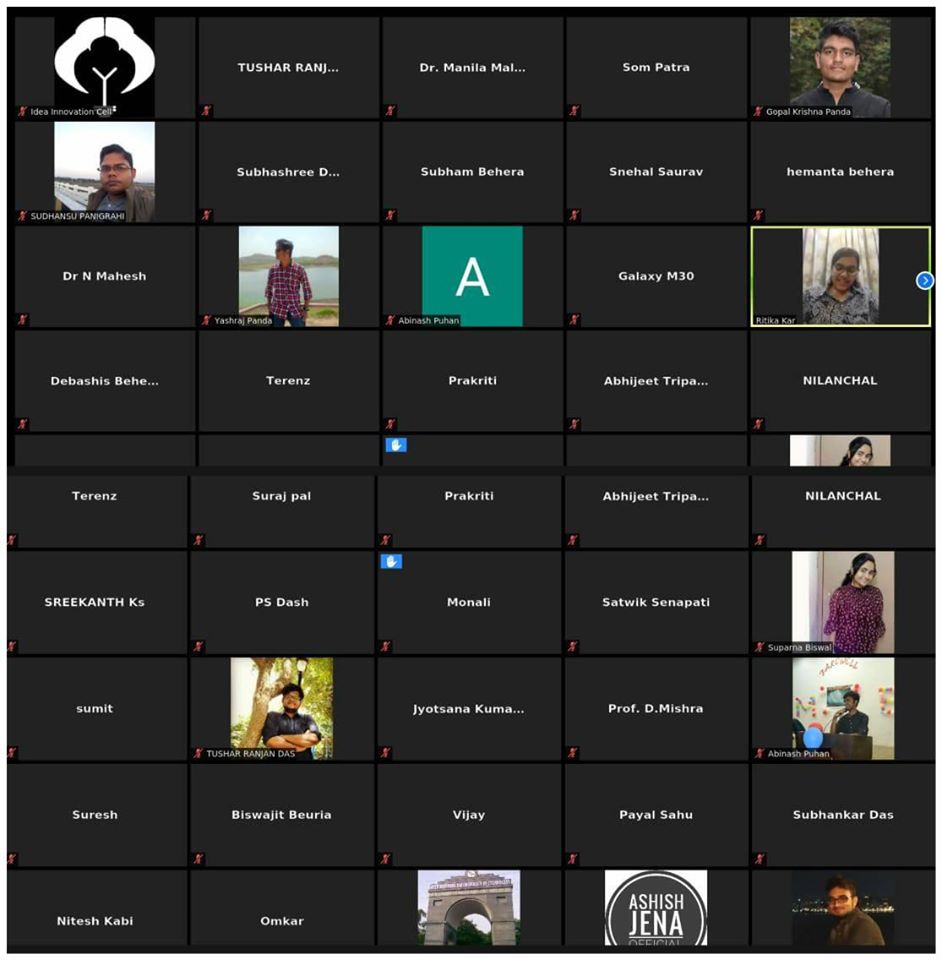 Idea Innovation Cell
TUSHAR RANJ...
Dr. Manila Mal...
Som Patra
Gopal Krishna Panda
SUDHANSU PANIGRAHI
Subhashree D...
Subham Behera
Snehal Saurav
hemanta behera
Dr N Mahesh
Yashraj Panda
A
Abinash Puhan
Galaxy M30
Ritika Kar
Debashis Behe...
Terenz
Prakriti
Abhijeet Tripa...
NILANCHAL
Terenz
Suraj pal
Prakriti
Abhijeet Tripa...
NILANCHAL
SREEKANTH Ks
PS Dash
Monali
Satwik Senapati
Suparna Biswal
sumit
TUSHAR RANJAN DAS
Jyotsana Kuma...
Prof. D.Mishra
Abinash Puhan
Suresh
Biswajit Beuria
Vijay
Payal Sahu
Subhankar Das
Nitesh Kabi
Omkar
ASHISH
JENA
OFFICIAL